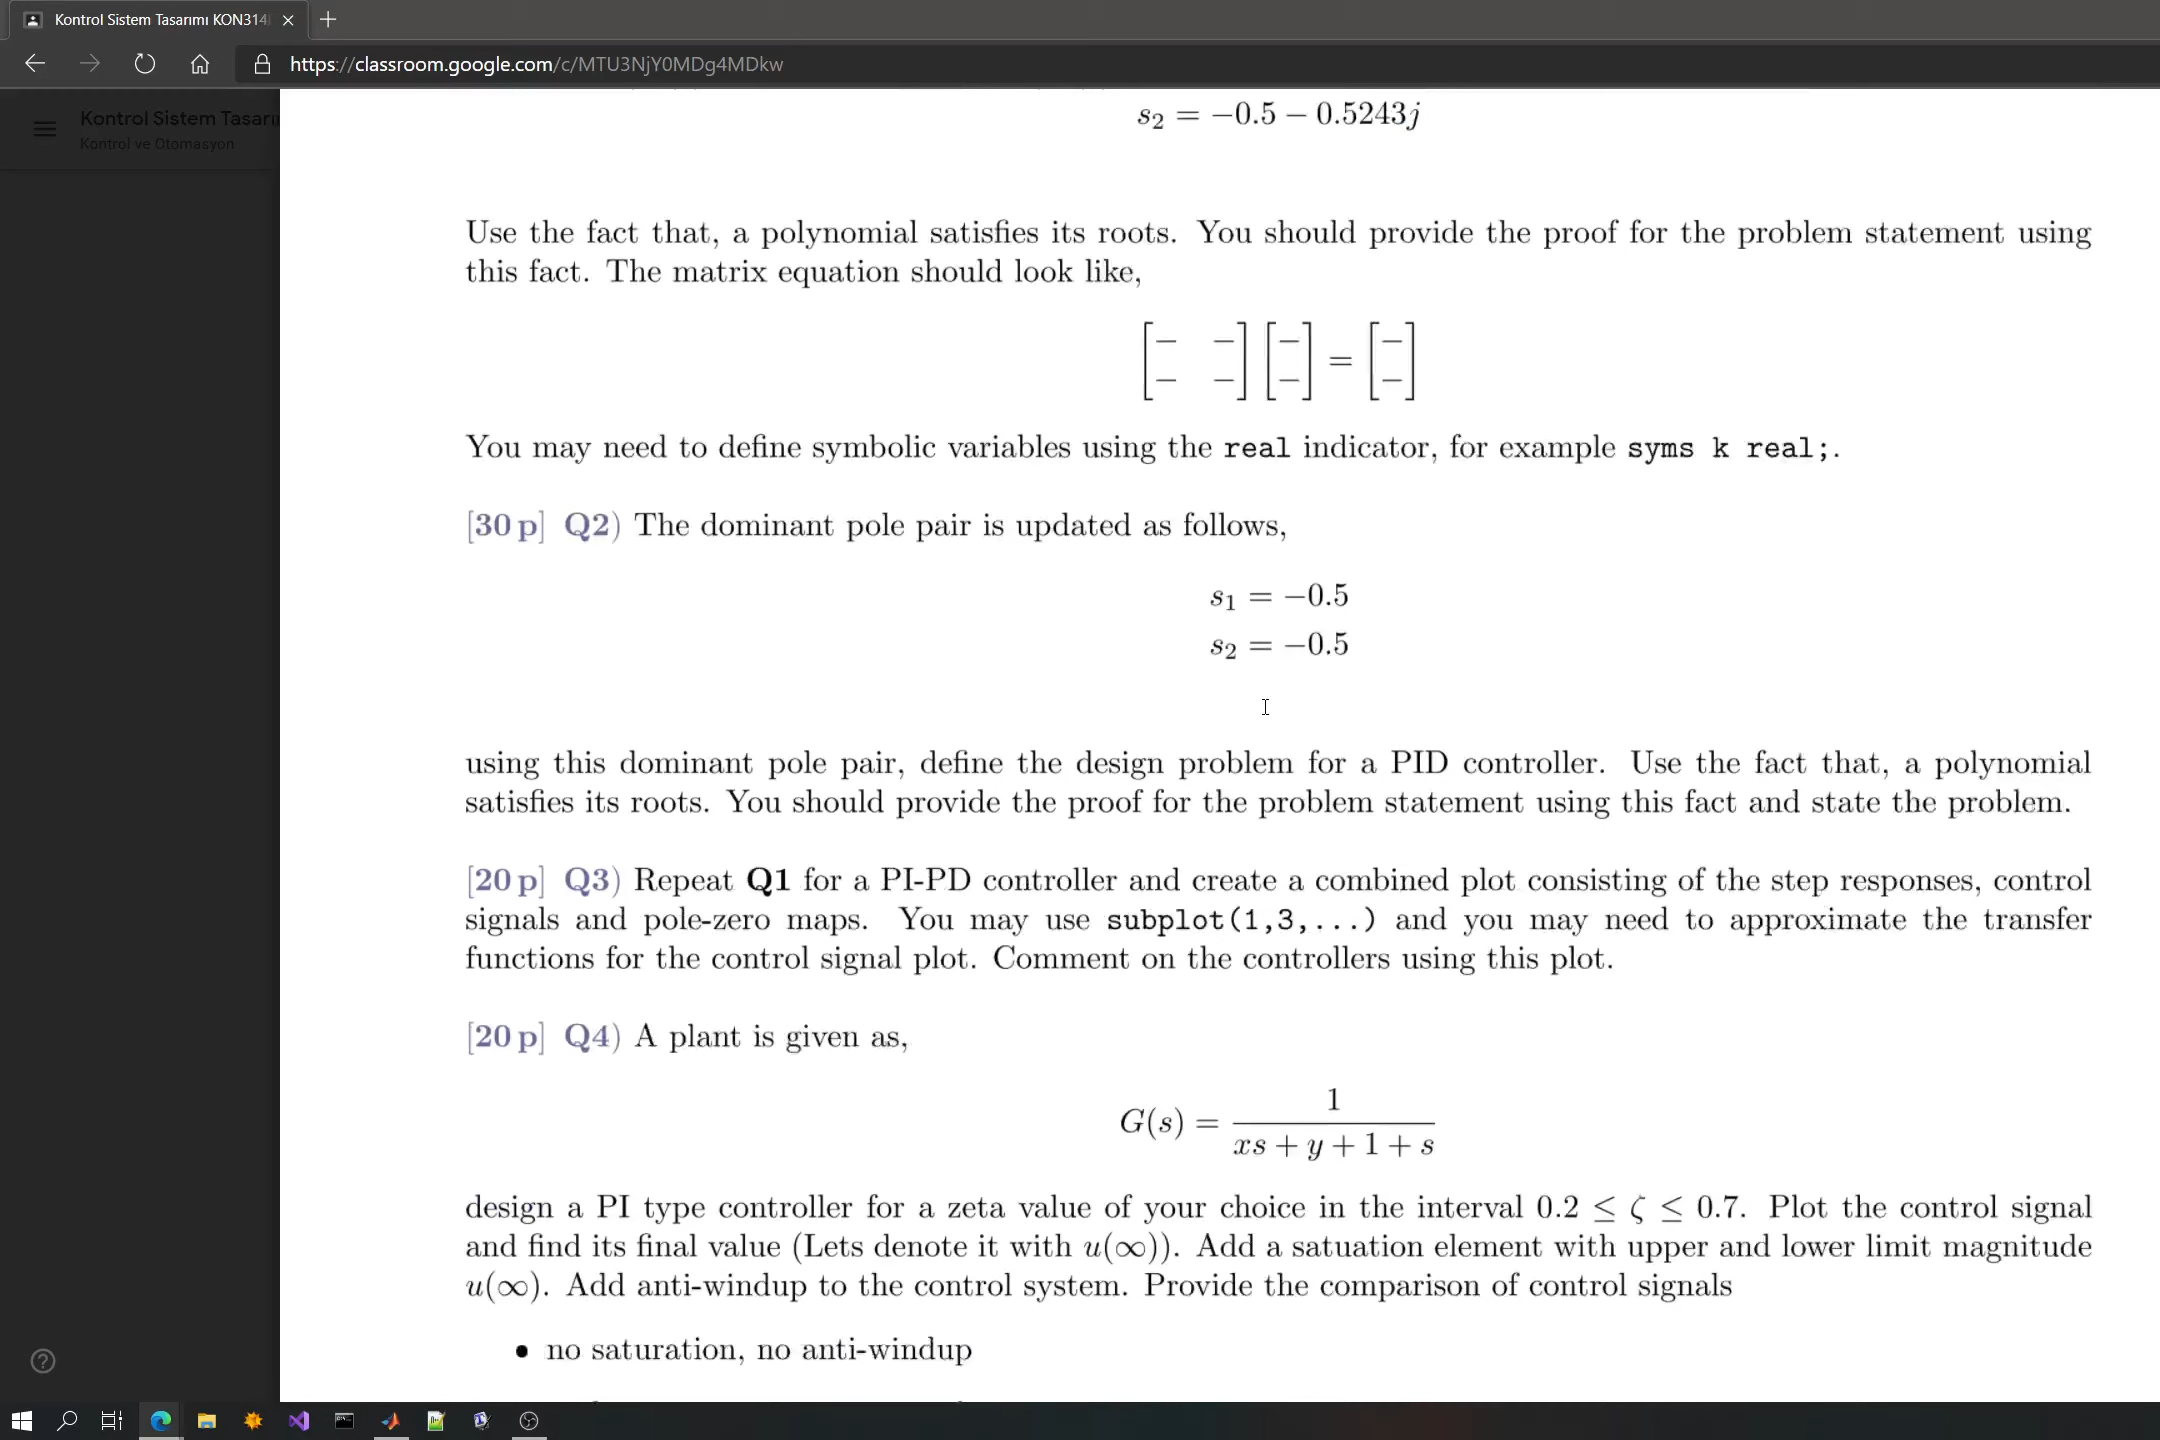 Kontrol Sistem Tasarımı KON314
https://classroom.google.com/c/MTU3NjY0MDg4MDkw
Kontrol Sistem Tasarı
Kontrol ve Otomasyon
s₂ = −0.5 − 0.5243j
Use the fact that, a polynomial satisfies its roots. You should provide the proof for the problem statement using
this fact. The matrix equation should look like,
[− −; − −] [−; −] = [−; −]
You may need to define symbolic variables using the real indicator, for example syms k real;.
[30 p] Q2) The dominant pole pair is updated as follows,
s₁ = −0.5
s₂ = −0.5
using this dominant pole pair, define the design problem for a PID controller. Use the fact that, a polynomial
satisfies its roots. You should provide the proof for the problem statement using this fact and state the problem.
[20 p] Q3) Repeat Q1 for a PI-PD controller and create a combined plot consisting of the step responses, control
signals and pole-zero maps. You may use subplot(1,3,...) and you may need to approximate the transfer
functions for the control signal plot. Comment on the controllers using this plot.
[20 p] Q4) A plant is given as,
G(s) = 1 / (xs + y + 1 + s)
design a PI type controller for a zeta value of your choice in the interval 0.2 ≤ ζ ≤ 0.7. Plot the control signal
and find its final value (Lets denote it with u(∞)). Add a satuation element with upper and lower limit magnitude
u(∞). Add anti-windup to the control system. Provide the comparison of control signals
• no saturation, no anti-windup